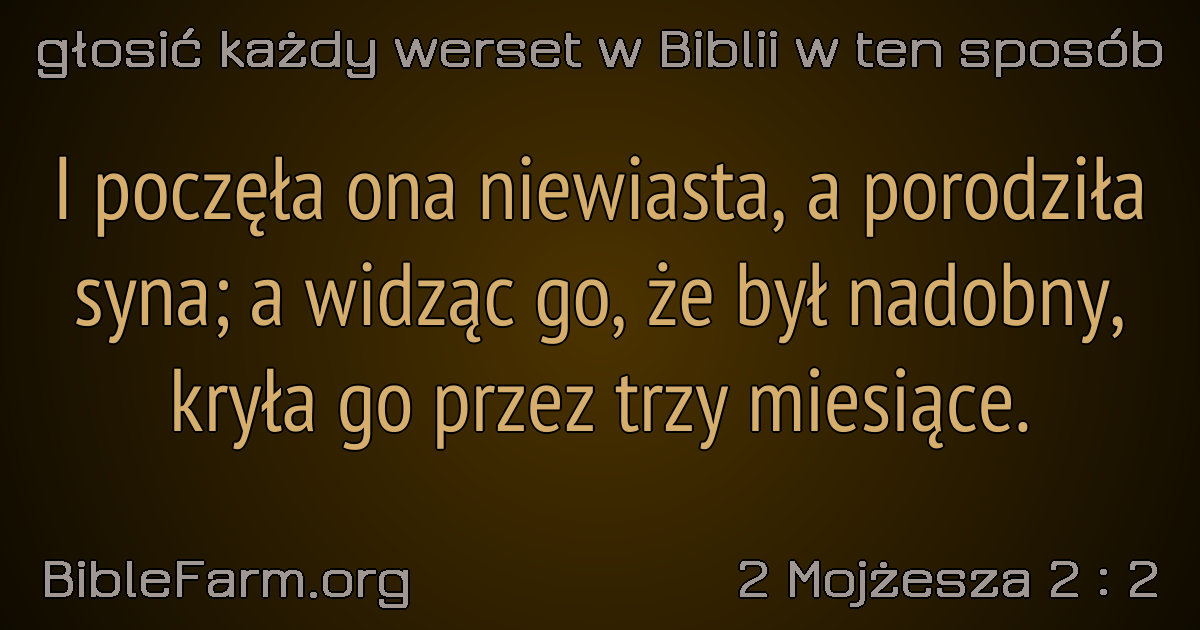 głosić każdy werset w Biblii w ten sposób
I poczęła ona niewiasta, a porodziła
syna; a widząc go, że był nadobny,
kryła go przez trzy miesiące.
BibleFarm.org
2 Mojżesza 2 : 2